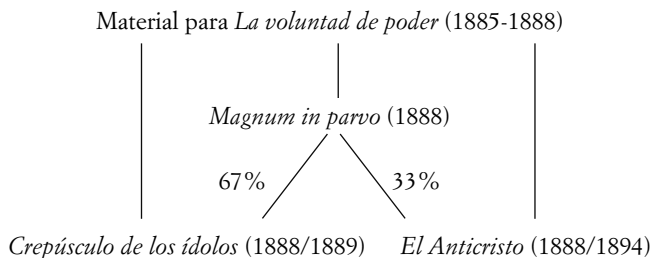 Material para La voluntad de poder (1885-1888)
Magnum in parvo (1888)
67% 33%
Crepúsculo de los ídolos (1888/1889) El Anticristo (1888/1894)